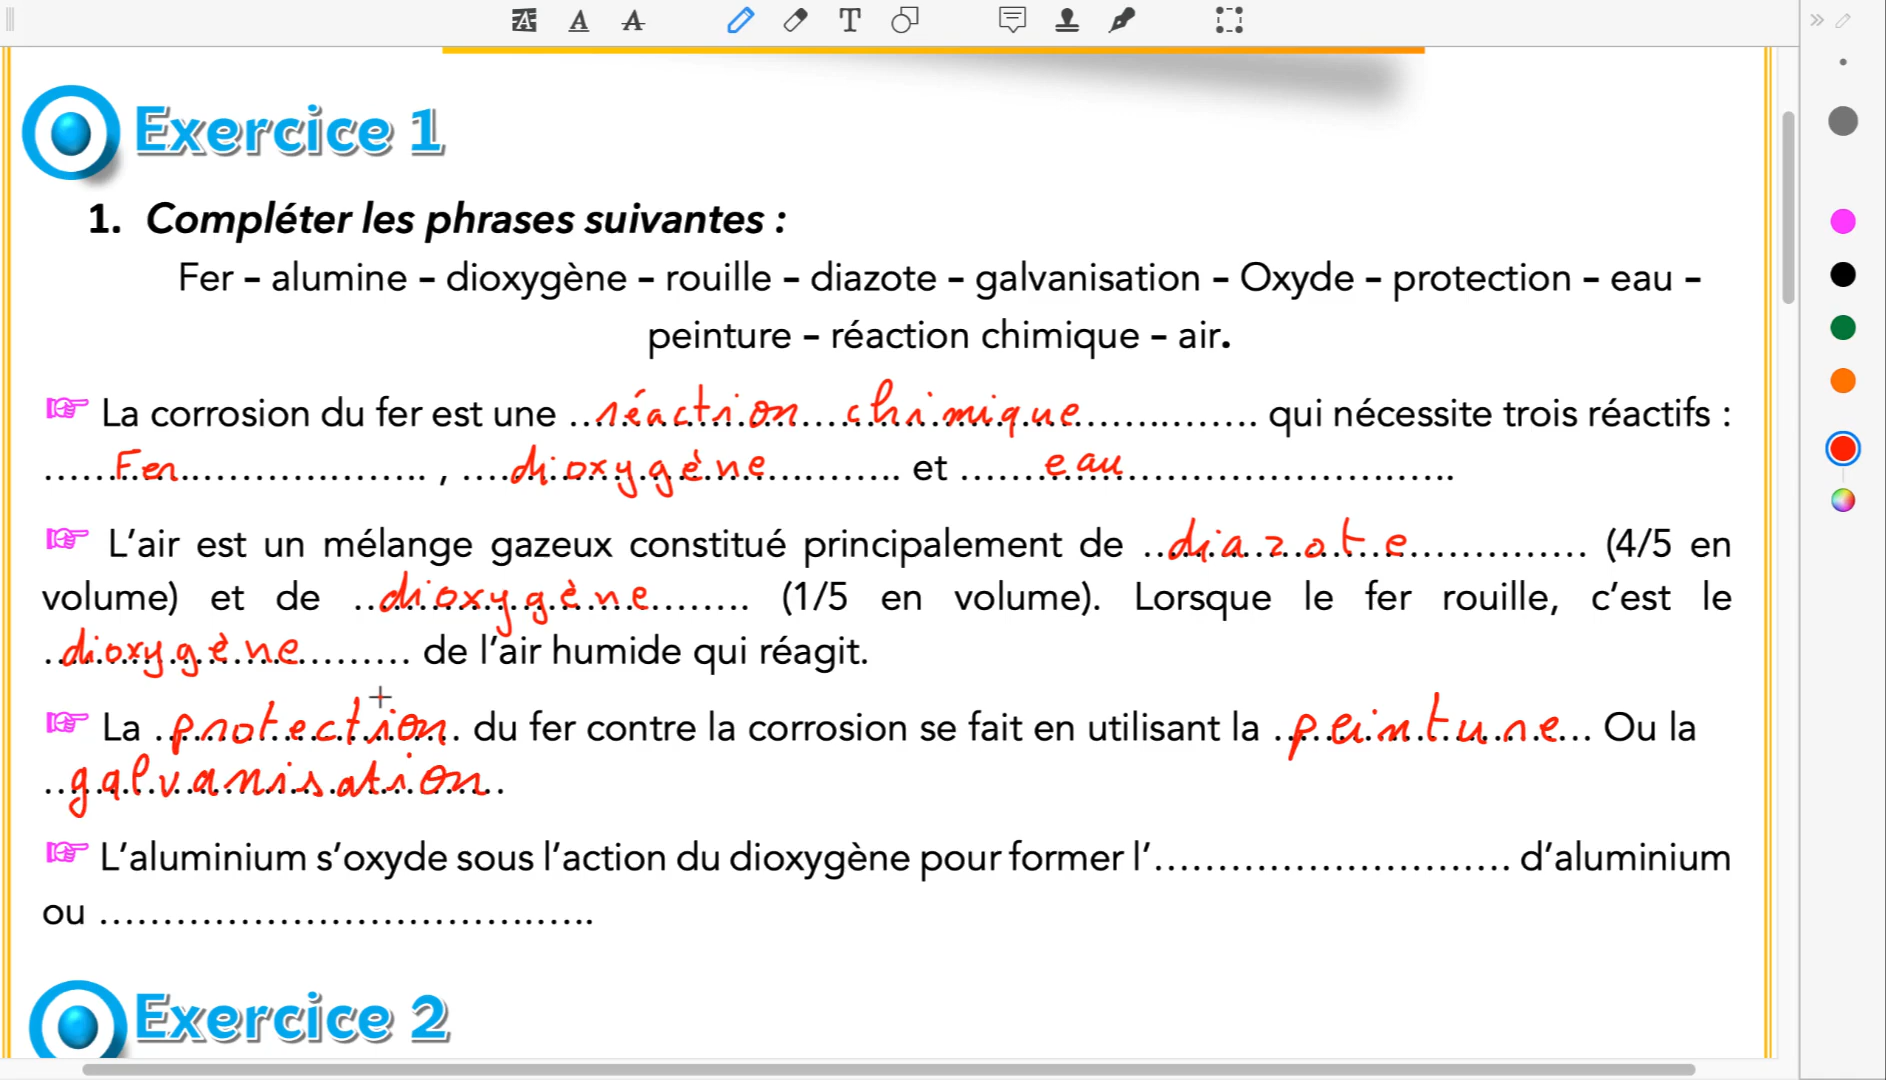 Exercice 1
1. Compléter les phrases suivantes :
Fer – alumine – dioxygène – rouille – diazote – galvanisation – Oxyde – protection – eau –
peinture – réaction chimique – air.
La corrosion du fer est une ...réaction chimique... qui nécessite trois réactifs :
......Fer...... , ....dioxygène...... et ......eau......
L'air est un mélange gazeux constitué principalement de ...diazote...... (4/5 en
volume) et de ...dioxygène...... (1/5 en volume). Lorsque le fer rouille, c'est le
...dioxygène...... de l'air humide qui réagit.
La ...protection... du fer contre la corrosion se fait en utilisant la ...peinture... Ou la
...galvanisation...
L'aluminium s'oxyde sous l'action du dioxygène pour former l'........................ d'aluminium
ou ..................................
Exercice 2